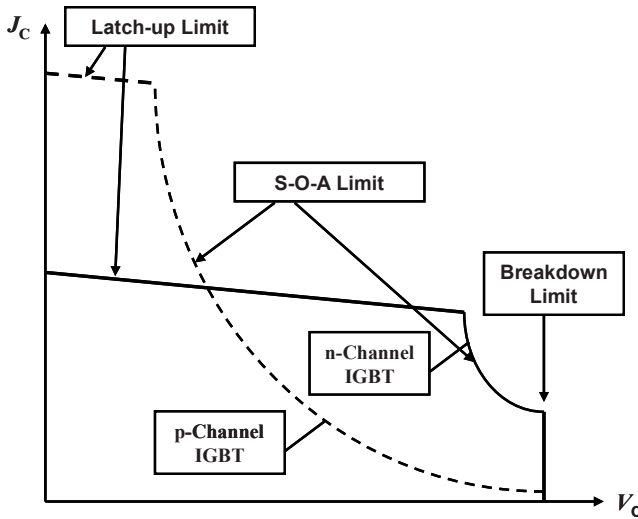 J_C
Latch-up Limit
S-O-A Limit
Breakdown
Limit
n-Channel
IGBT
p-Channel
IGBT
V_C